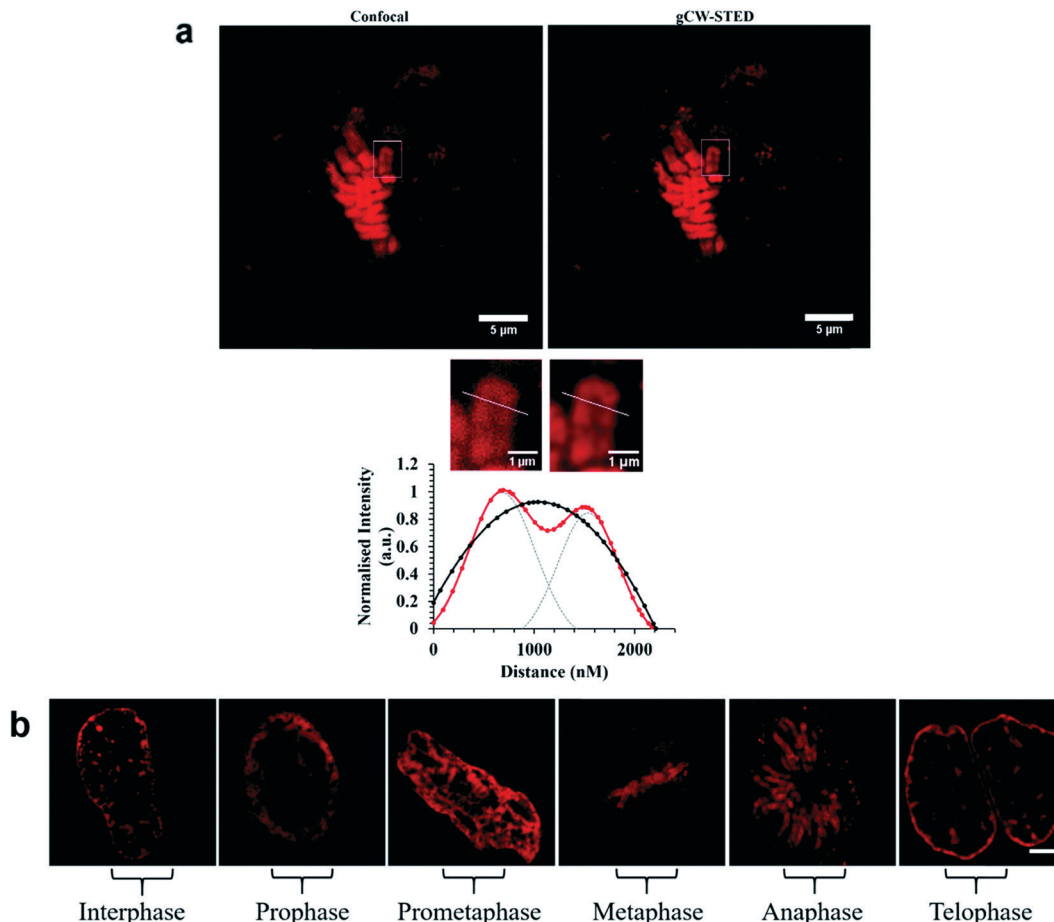 Confocal gCW-STED
a
5 µm 5 µm
1 µm 1 µm
1.2
1
0.8
0.6
0.4
0.2
0
Normalised Intensity
(a.u.)
0 1000 2000
Distance (nM)
b
Interphase Prophase Prometaphase Metaphase Anaphase Telophase